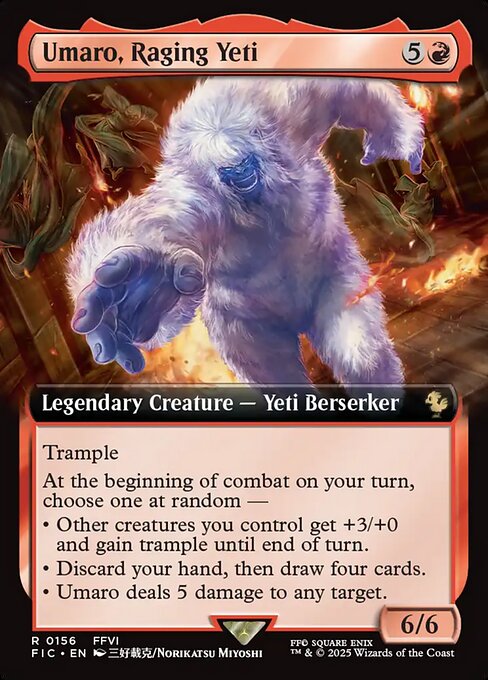 Umaro, Raging Yeti 5
Legendary Creature — Yeti Berserker
Trample
At the beginning of combat on your turn,
choose one at random —
• Other creatures you control get +3/+0
and gain trample until end of turn.
• Discard your hand, then draw four cards.
• Umaro deals 5 damage to any target.
6/6
R 0156 FFVI
FIC • EN 三好載克/Norikatsu Miyoshi
FF© SQUARE ENIX
™ & © 2025 Wizards of the Coast